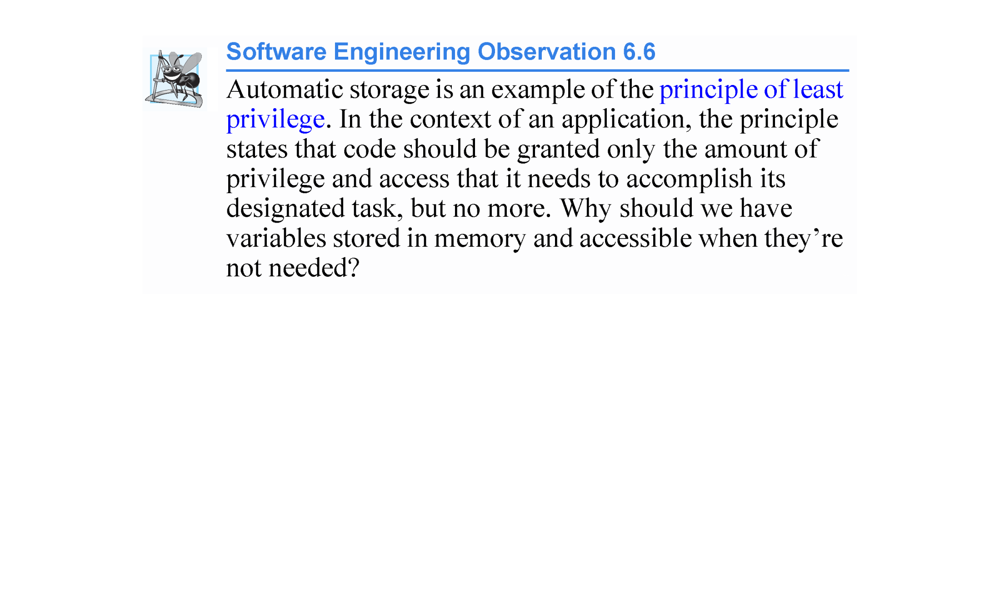 Software Engineering Observation 6.6
Automatic storage is an example of the principle of least
privilege. In the context of an application, the principle
states that code should be granted only the amount of
privilege and access that it needs to accomplish its
designated task, but no more. Why should we have
variables stored in memory and accessible when they’re
not needed?